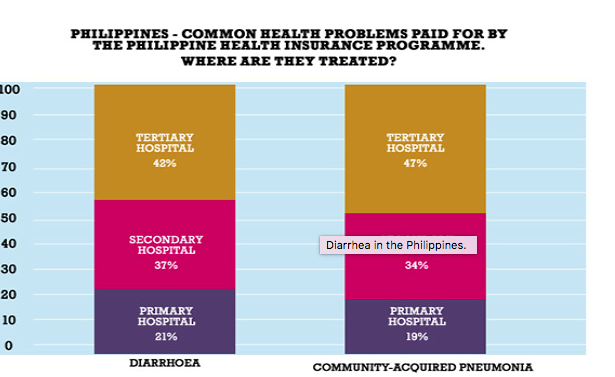 PHILIPPINES - COMMON HEALTH PROBLEMS PAID FOR BY
THE PHILIPPINE HEALTH INSURANCE PROGRAMME.
WHERE ARE THEY TREATED?
100
90
80
70
60
50
40
30
20
10
0
TERTIARY
HOSPITAL
42%
SECONDARY
HOSPITAL
37%
PRIMARY
HOSPITAL
21%
DIARRHOEA
TERTIARY
HOSPITAL
47%
Diarrhea in the Philippines.
34%
PRIMARY
HOSPITAL
19%
COMMUNITY-ACQUIRED PNEUMONIA